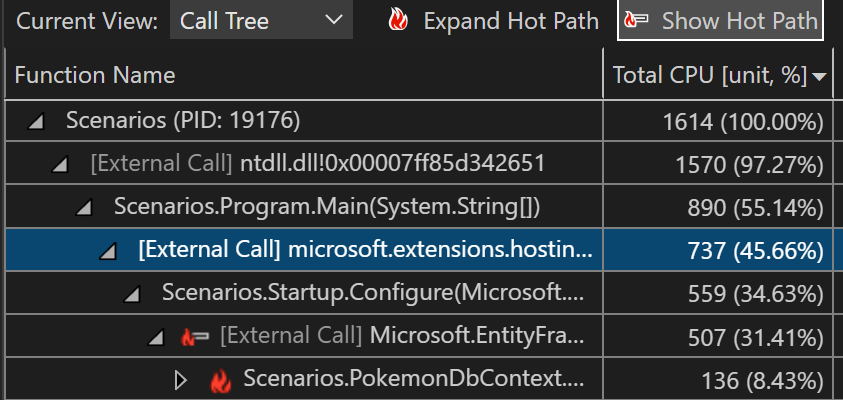 Current View: Call Tree Expand Hot Path Show Hot Path
Function Name Total CPU [unit, %]
Scenarios (PID: 19176) 1614 (100.00%)
[External Call] ntdll.dll!0x00007ff85d342651 1570 (97.27%)
Scenarios.Program.Main(System.String[]) 890 (55.14%)
[External Call] microsoft.extensions.hostin... 737 (45.66%)
Scenarios.Startup.Configure(Microsoft.... 559 (34.63%)
[External Call] Microsoft.EntityFra... 507 (31.41%)
Scenarios.PokemonDbContext.... 136 (8.43%)